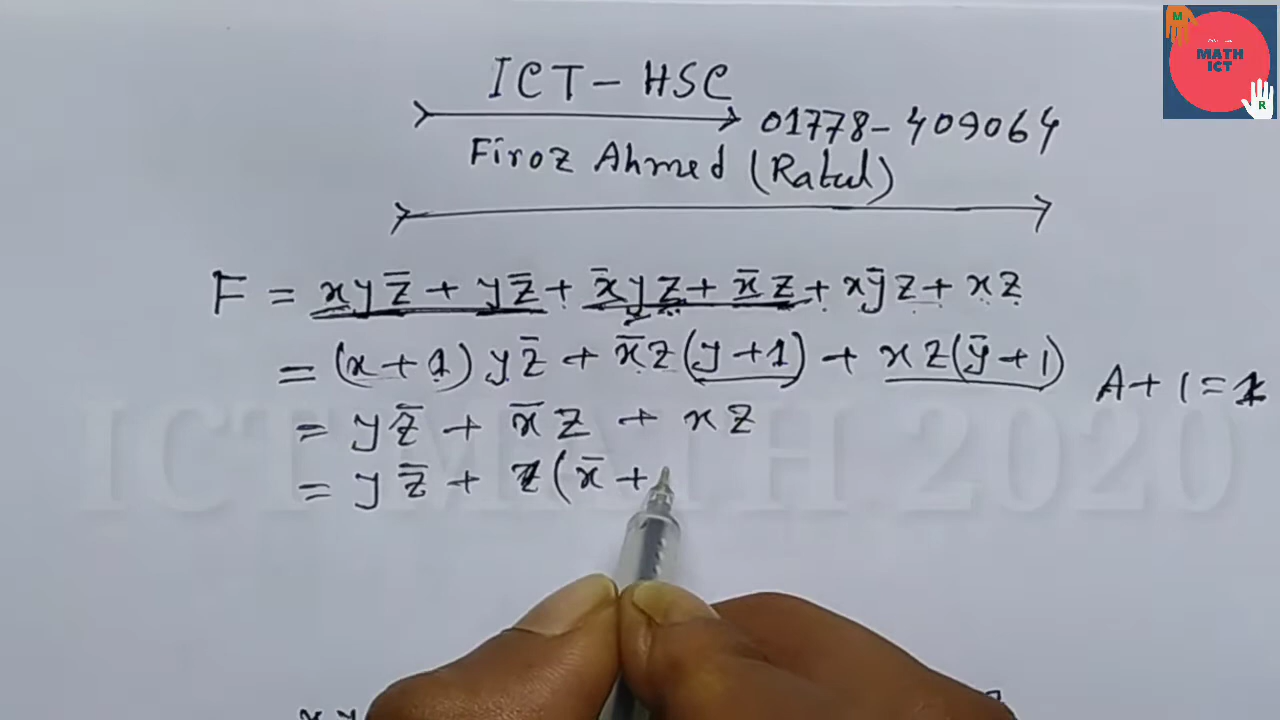 MATH
ICT
M
R
ICT - HSC
01778-409064
Firoz Ahmed (Ratul)
F = xyz̅ + yz̅ + x̅yz + x̅z + xy̅z + xz
= (x+1) yz̅ + x̅z(y+1) + xz(y̅+1)
A+1=1
= yz̅ + x̅z + xz
= yz̅ + z(x̅ +
ICT MATH 2020